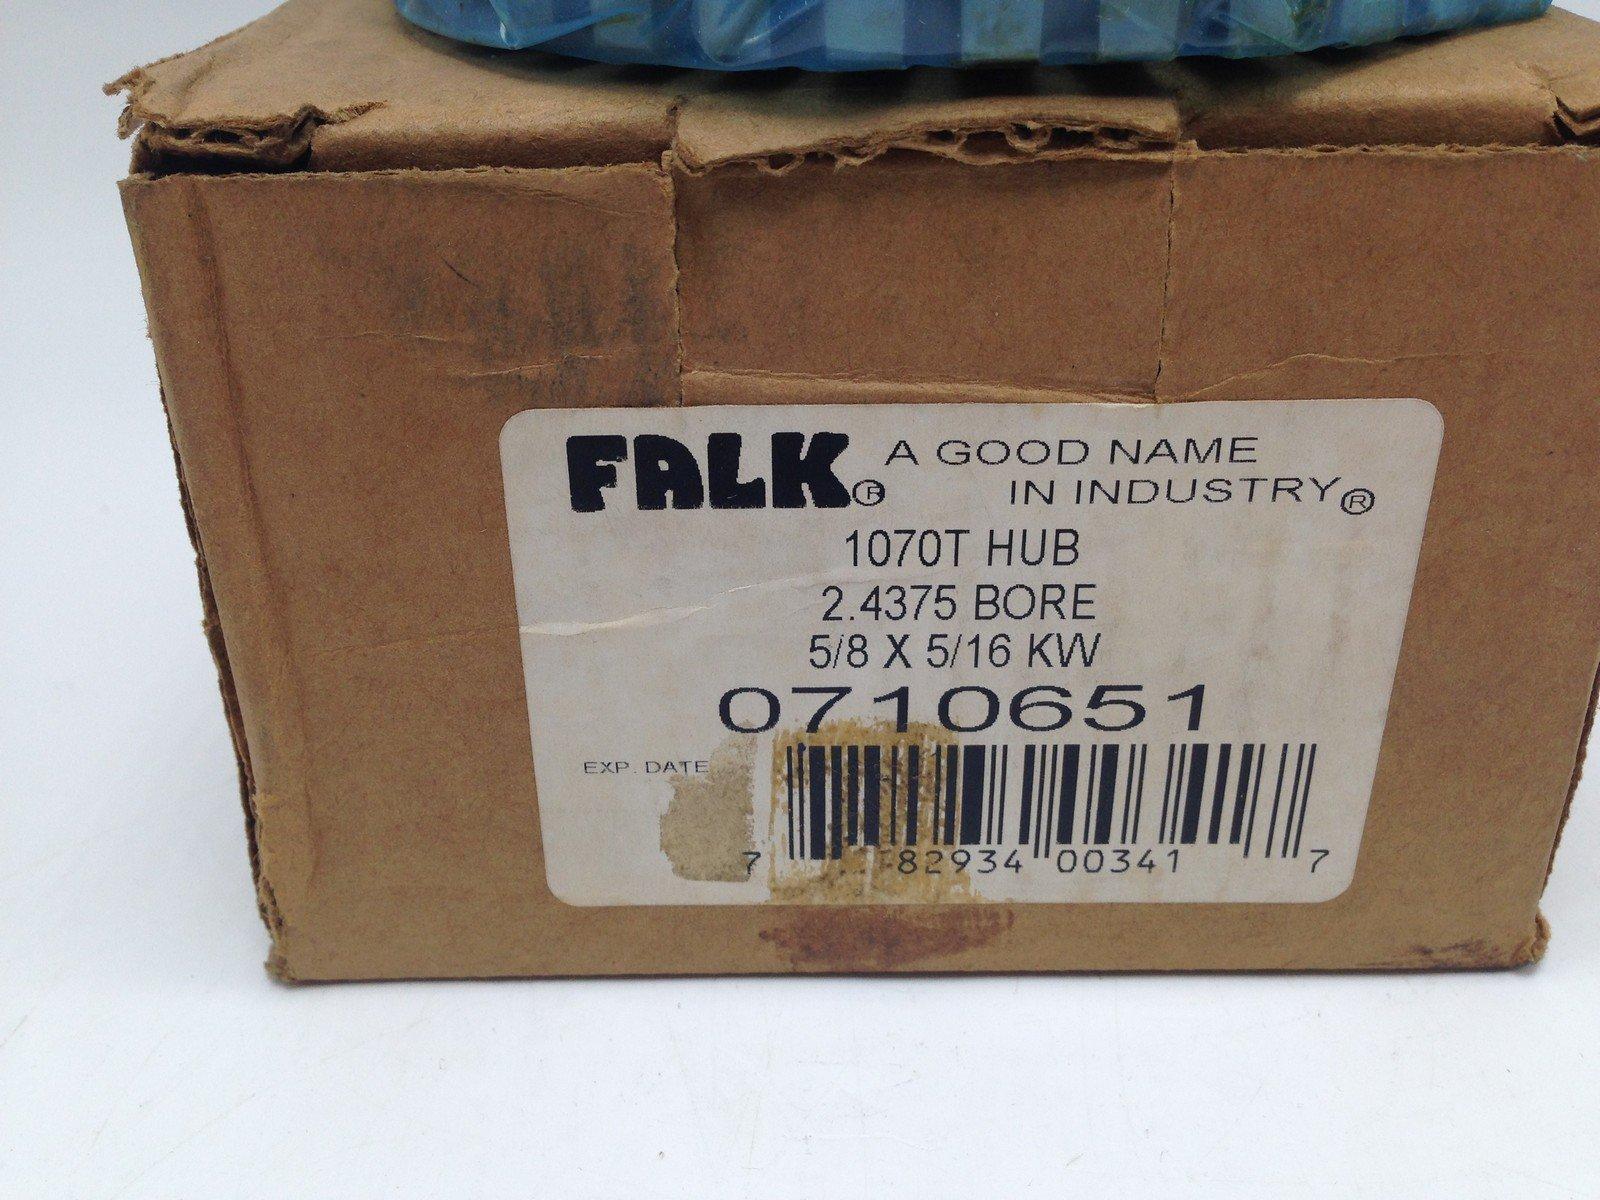 FALK® A GOOD NAME
IN INDUSTRY®
1070T HUB
2.4375 BORE
5/8 X 5/16 KW
0710651
EXP. DATE
7 82934 00341 7